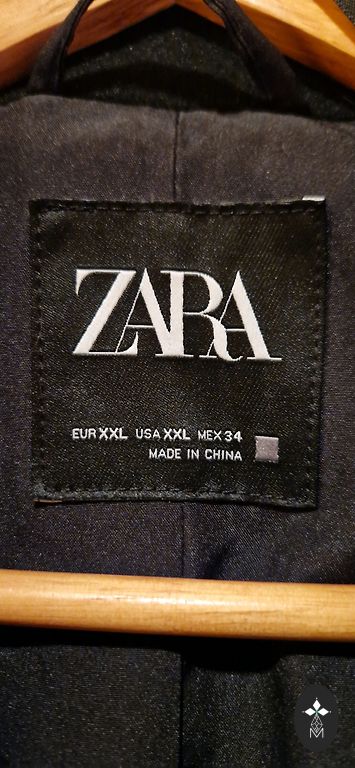 ZARA
EUR XXL USA XXL MEX 34
MADE IN CHINA
M